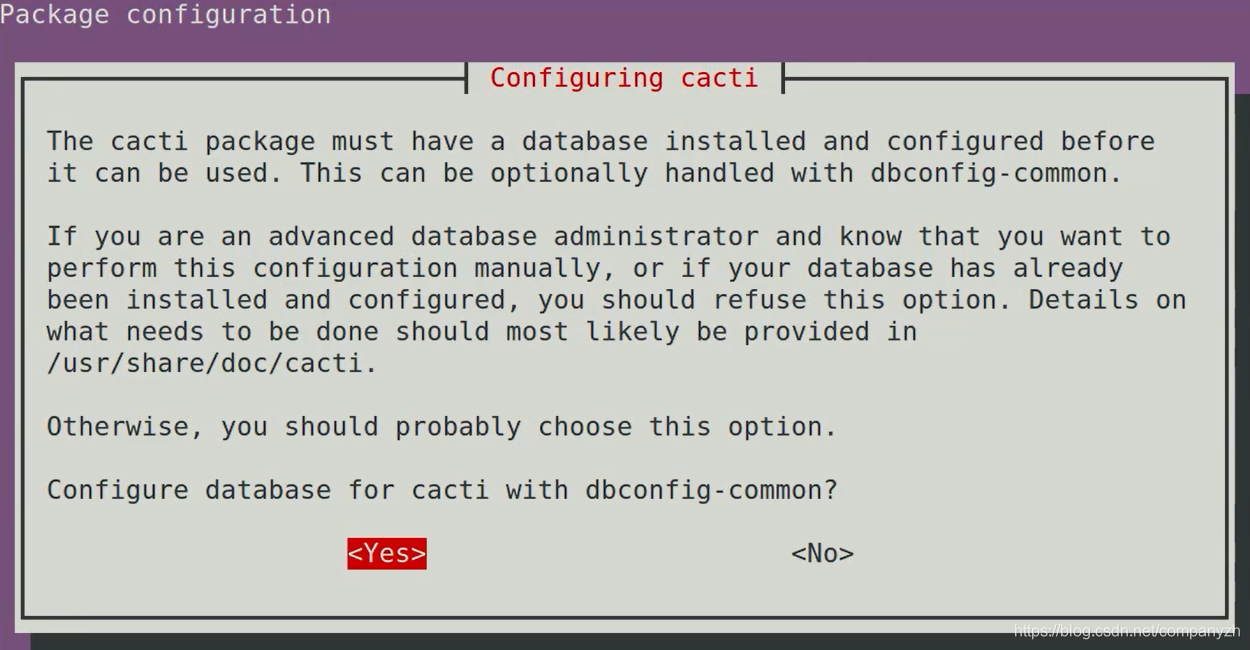 Package configuration
Configuring cacti
The cacti package must have a database installed and configured before
it can be used. This can be optionally handled with dbconfig-common.
If you are an advanced database administrator and know that you want to
perform this configuration manually, or if your database has already
been installed and configured, you should refuse this option. Details on
what needs to be done should most likely be provided in
/usr/share/doc/cacti.
Otherwise, you should probably choose this option.
Configure database for cacti with dbconfig-common?
<Yes> <No>
https://blog.csdn.net/companyzh